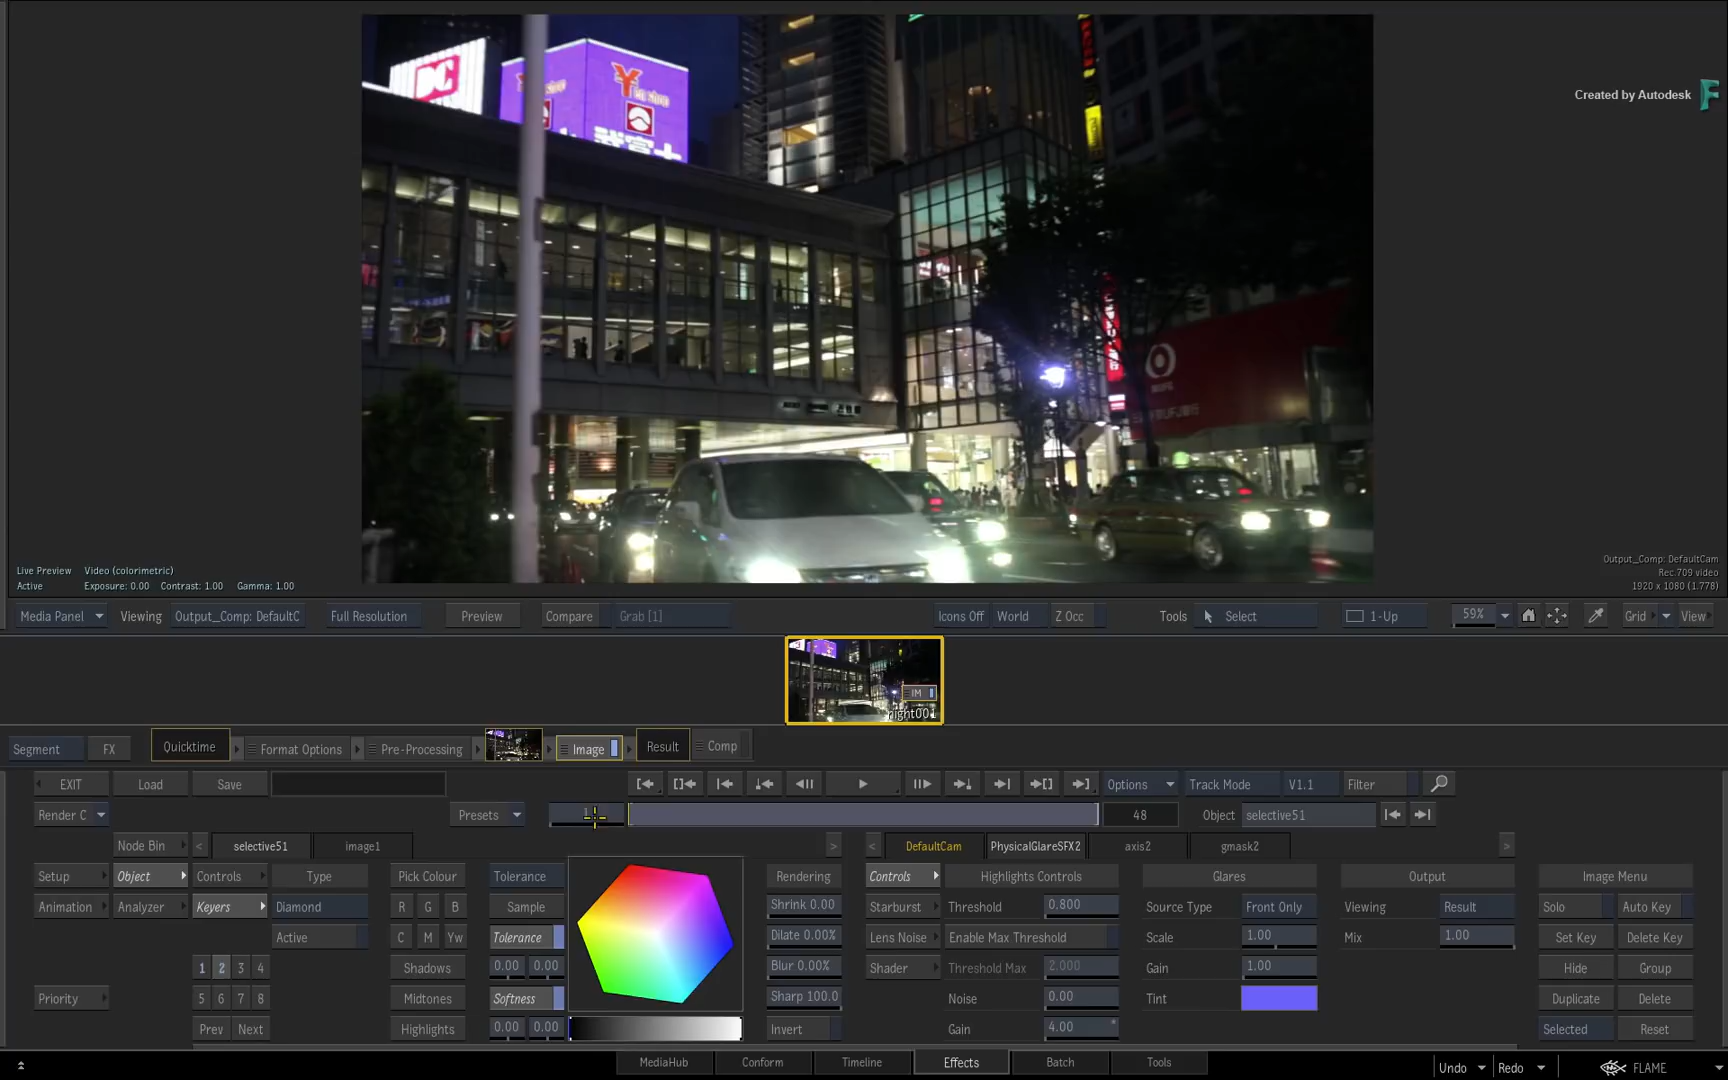 DC
shop
Created by Autodesk
MUFG
Live Preview Video (colorimetric)
Active Exposure: 0.00 Contrast: 1.00 Gamma: 1.00
Output_Comp: DefaultCam
Rec.709 video
1920 x 1080 (1.778)
Media Panel Viewing Output_Comp: DefaultC Full Resolution Preview Compare Grab [1] Icons Off World Z Occ Tools Select 1-Up 59% Grid View
IM
night001
Segment FX Quicktime Format Options Pre-Processing Image Result Comp
EXIT Load Save Options Track Mode V1.1 Filter
Render C Presets 1 48 Object selective51
Node Bin < selective51 image1 > < DefaultCam PhysicalGlareSFX2 axis2 gmask2 >
Setup Object Controls Type Pick Colour Tolerance Rendering Controls Highlights Controls Glares Output Image Menu
Animation Analyzer Keyers Diamond R G B Sample Shrink 0.00 Starburst Threshold 0.800 Source Type Front Only Viewing Result Solo Auto Key
Active C M Yw Tolerance Dilate 0.00% Lens Noise Enable Max Threshold Scale 1.00 Mix 1.00 Set Key Delete Key
1 2 3 4 Shadows 0.00 0.00 Blur 0.00% Shader Threshold Max 2.000 Gain 1.00 Hide Group
Priority 5 6 7 8 Midtones Softness Sharp 100.0 Noise 0.00 Tint Duplicate Delete
Prev Next Highlights 0.00 0.00 Invert Gain 4.00 Selected Reset
MediaHub Conform Timeline Effects Batch Tools Undo Redo FLAME